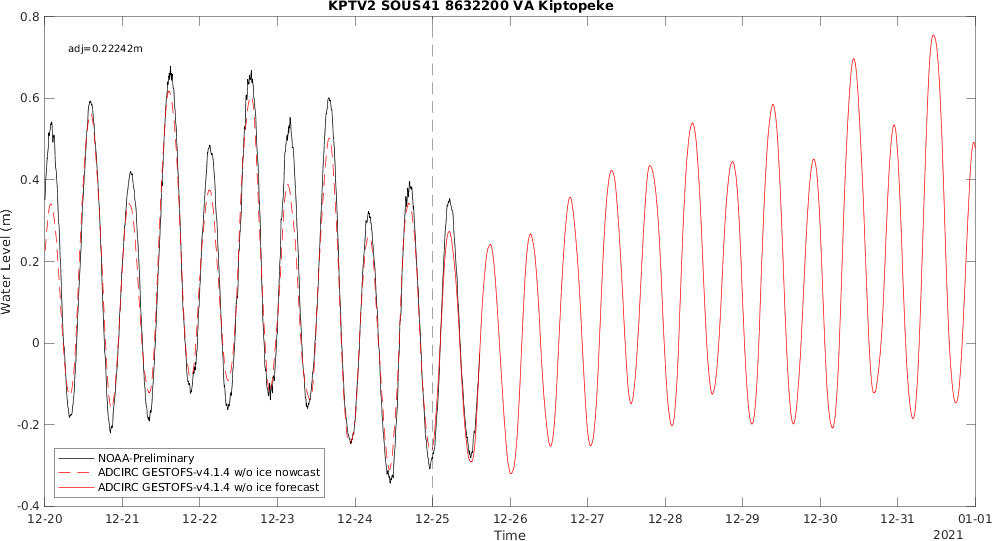 KPTV2 SOUS41 8632200 VA Kiptopeke
adj=0.22242m
0.8
0.6
0.4
0.2
0
-0.2
-0.4
Water Level (m)
NOAA-Preliminary
ADCIRC GESTOFS-v4.1.4 w/o ice nowcast
ADCIRC GESTOFS-v4.1.4 w/o ice forecast
12-20 12-21 12-22 12-23 12-24 12-25 12-26 12-27 12-28 12-29 12-30 12-31 01-01
Time
2021